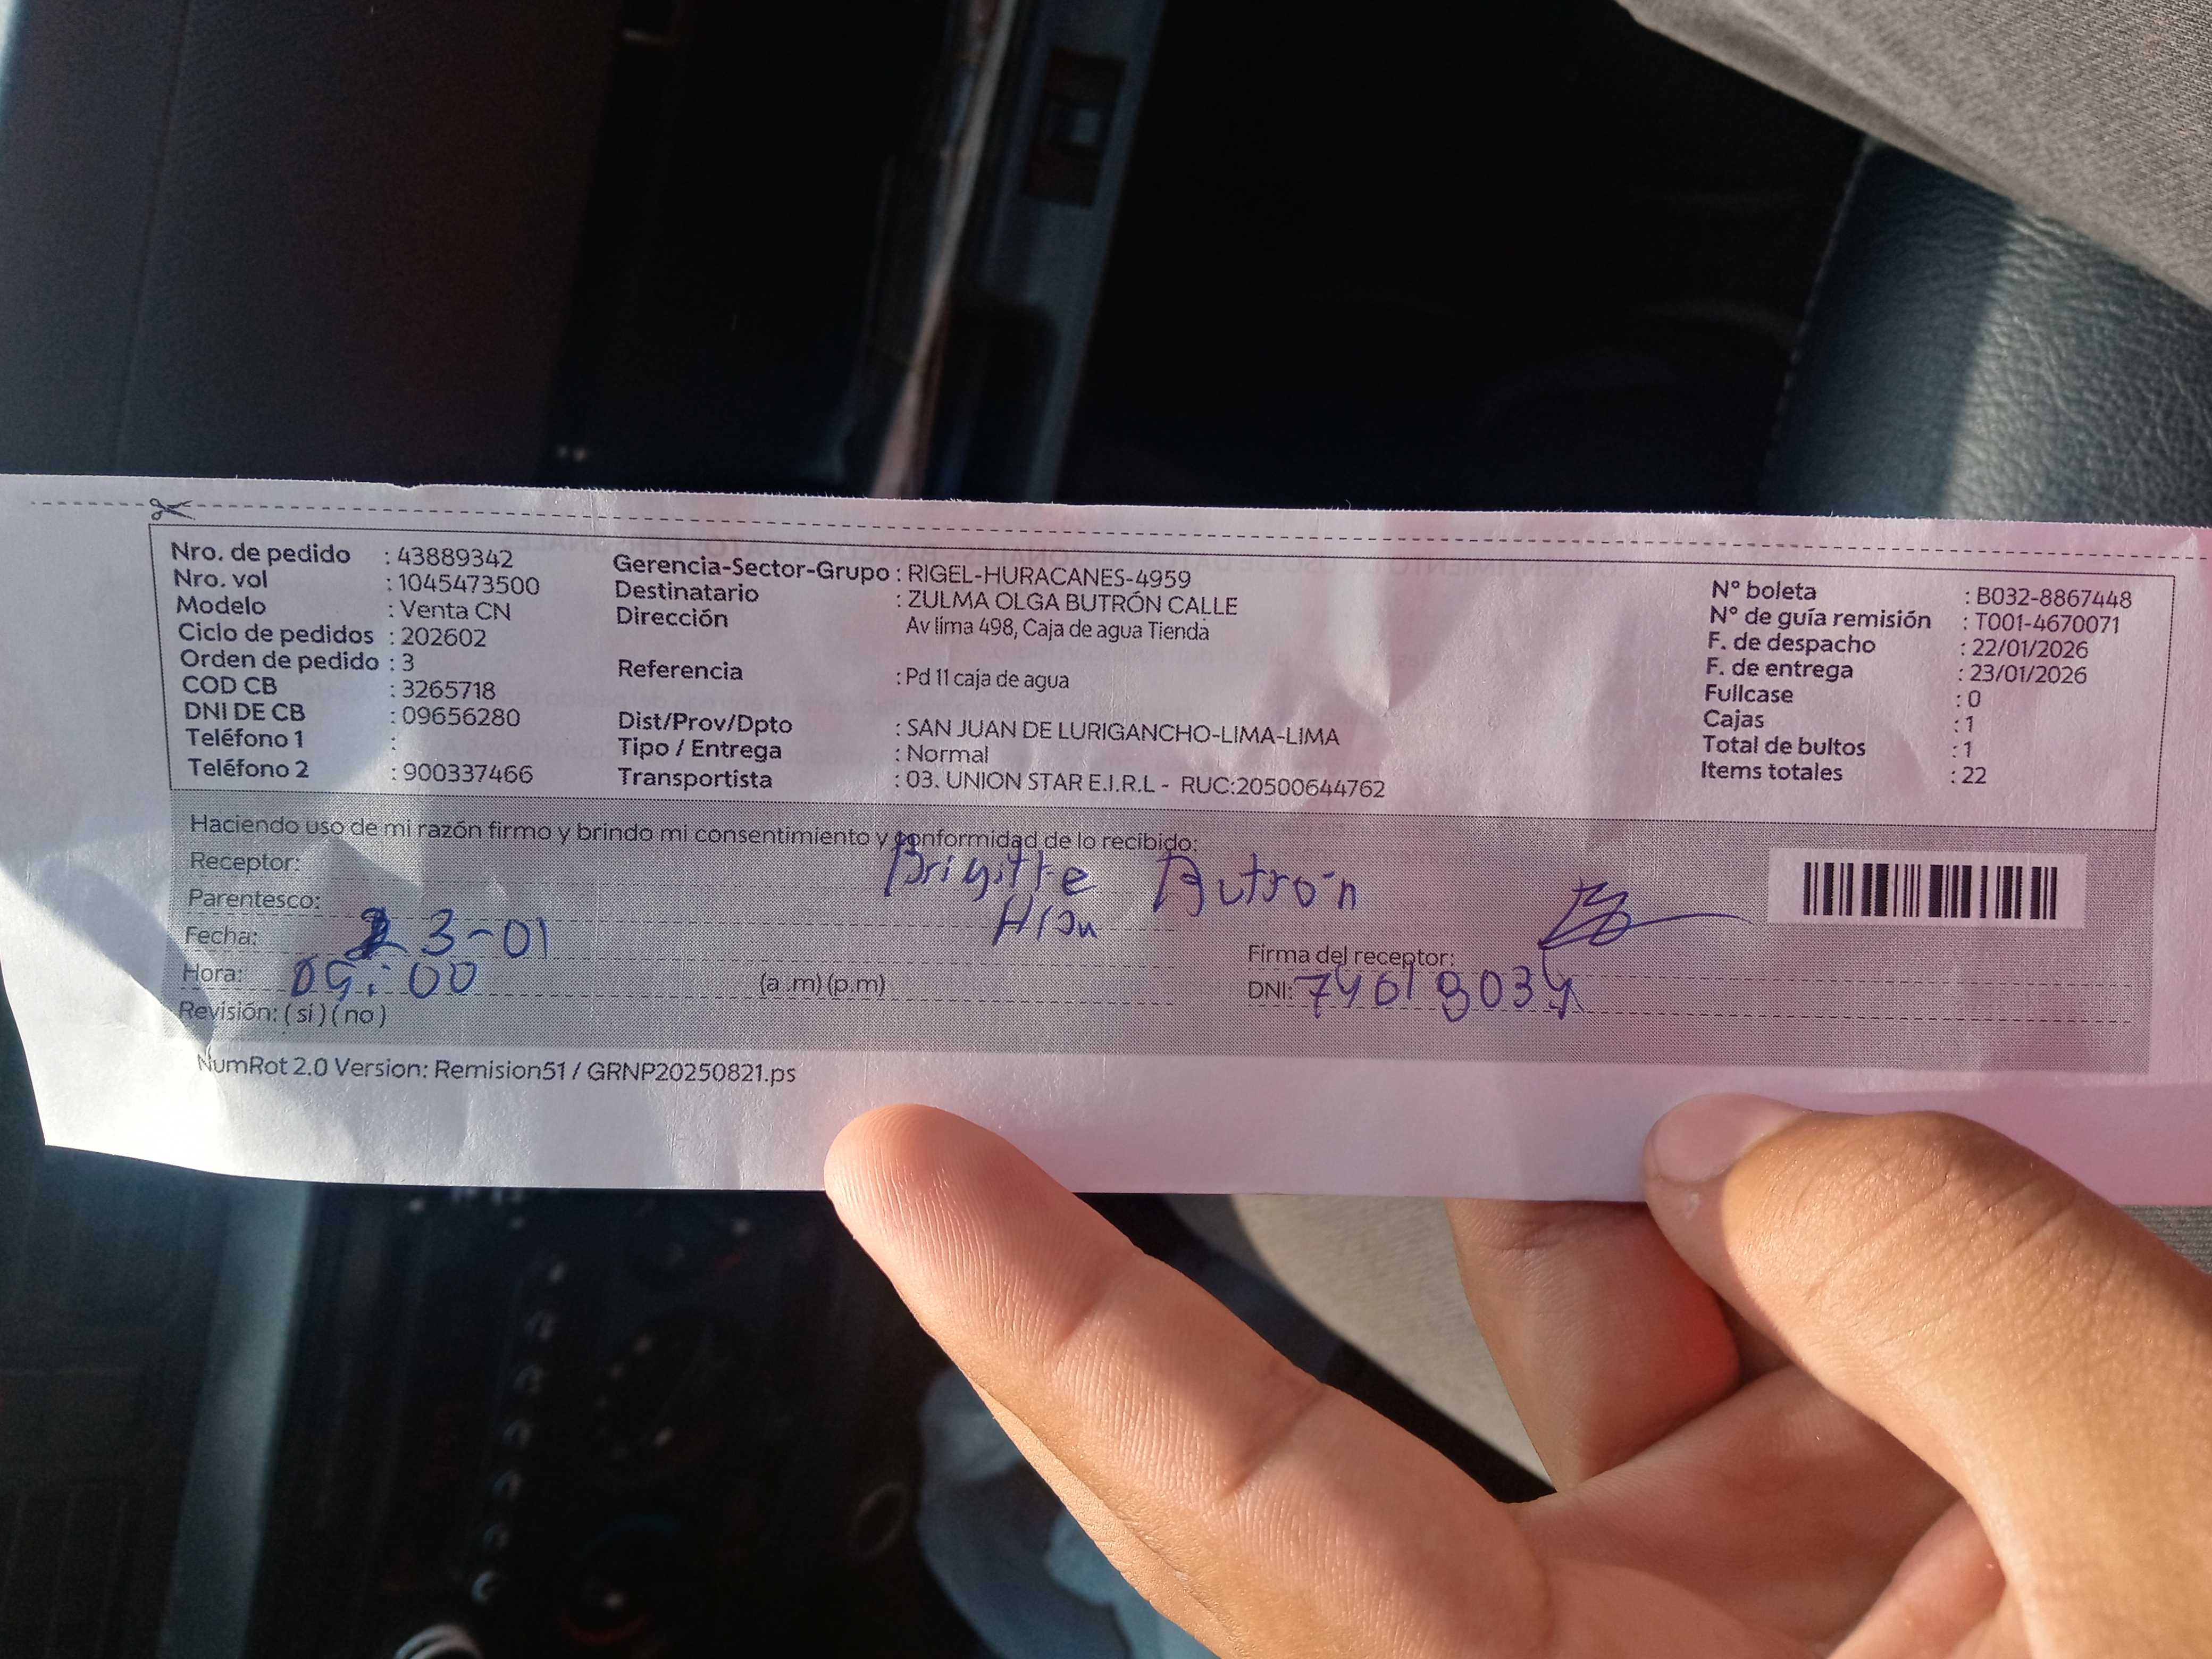 Nro. de pedido : 43889342
Nro. vol : 1045473500
Modelo : Venta CN
Ciclo de pedidos : 202602
Orden de pedido : 3
COD CB : 3265718
DNI DE CB : 09656280
Teléfono 1 :
Teléfono 2 : 900337466
Gerencia-Sector-Grupo : RIGEL-HURACANES-4959
Destinatario : ZULMA OLGA BUTRÓN CALLE
Dirección Av lima 498, Caja de agua Tienda
Referencia : Pd 11 caja de agua
Dist/Prov/Dpto : SAN JUAN DE LURIGANCHO-LIMA-LIMA
Tipo / Entrega : Normal
Transportista : 03. UNION STAR E.I.R.L - RUC:20500644762
N° boleta : B032-8867448
N° de guía remisión : T001-4670071
F. de despacho : 22/01/2026
F. de entrega : 23/01/2026
Fullcase : 0
Cajas : 1
Total de bultos : 1
Items totales : 22
Haciendo uso de mi razón firmo y brindo mi consentimiento y conformidad de lo recibido:
Receptor: Brigitte Butrón
Parentesco:
Fecha: 23-01
Hora: 09:00 (a .m) (p.m)
Revisión: ( si ) ( no )
Firma del receptor:
DNI:
NumRot 2.0 Version: Remision51 / GRNP20250821.ps